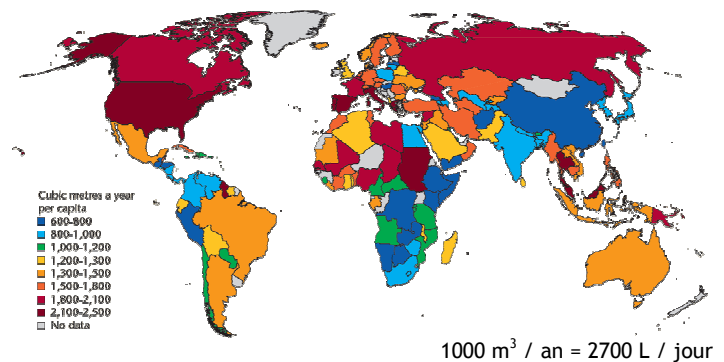 Cubic metres a year
per capita
600-800
800-1,000
1,000-1,200
1,200-1,300
1,300-1,500
1,500-1,800
1,800-2,100
2,100-2,500
No data
1000 m³ / an = 2700 L / jour